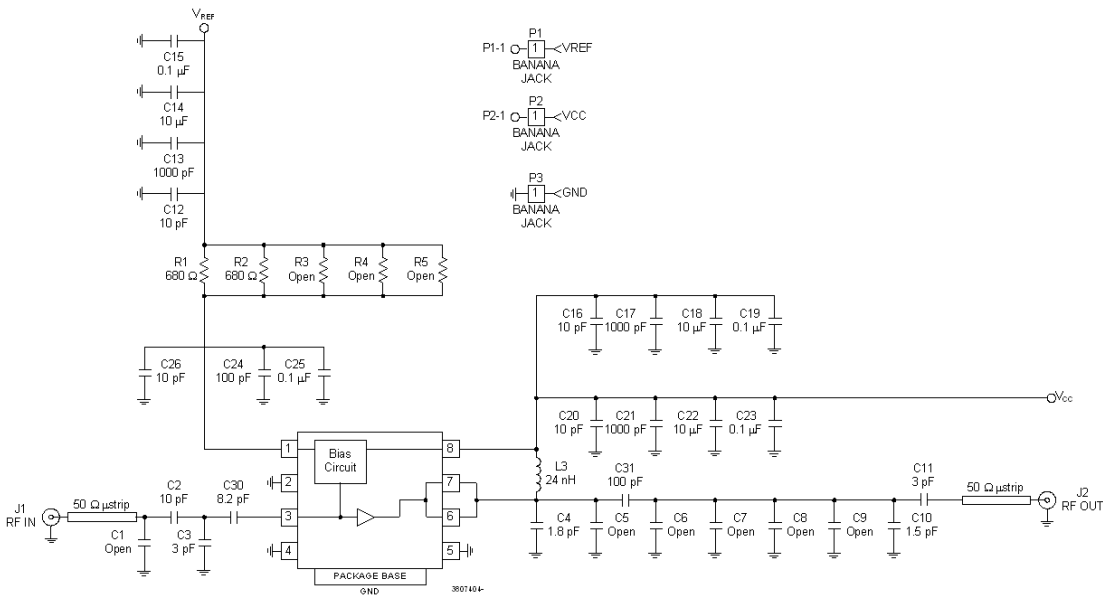 VREF
C15
0.1 µF
C14
10 µF
C13
1000 pF
C12
10 pF
P1
P1-1
1
VREF
BANANA
JACK
P2
P2-1
1
VCC
BANANA
JACK
P3
1
GND
BANANA
JACK
R1
680 Ω
R2
680 Ω
R3
Open
R4
Open
R5
Open
C16
10 pF
C17
1000 pF
C18
10 µF
C19
0.1 µF
C26
10 pF
C24
100 pF
C25
0.1 µF
VCC
C20
10 pF
C21
1000 pF
C22
10 µF
C23
0.1 µF
1
Bias
Circuit
8
2
7
3
6
4
5
L3
24 nH
C31
100 pF
C11
3 pF
J1
RF IN
50 Ω µstrip
C2
10 pF
C30
8.2 pF
C1
Open
C3
3 pF
C4
1.8 pF
C5
Open
C6
Open
C7
Open
C8
Open
C9
Open
C10
1.5 pF
50 Ω µstrip
J2
RF OUT
PACKAGE BASE
GND